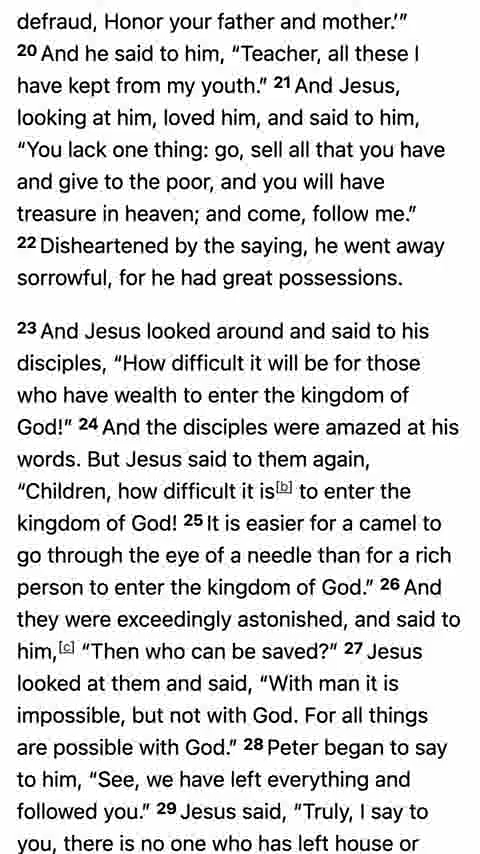 defraud, Honor your father and mother.’”
20 And he said to him, “Teacher, all these I
have kept from my youth.” 21 And Jesus,
looking at him, loved him, and said to him,
“You lack one thing: go, sell all that you have
and give to the poor, and you will have
treasure in heaven; and come, follow me.”
22 Disheartened by the saying, he went away
sorrowful, for he had great possessions.
23 And Jesus looked around and said to his
disciples, “How difficult it will be for those
who have wealth to enter the kingdom of
God!” 24 And the disciples were amazed at his
words. But Jesus said to them again,
“Children, how difficult it is[b] to enter the
kingdom of God! 25 It is easier for a camel to
go through the eye of a needle than for a rich
person to enter the kingdom of God.” 26 And
they were exceedingly astonished, and said to
him,[c] “Then who can be saved?” 27 Jesus
looked at them and said, “With man it is
impossible, but not with God. For all things
are possible with God.” 28 Peter began to say
to him, “See, we have left everything and
followed you.” 29 Jesus said, “Truly, I say to
you, there is no one who has left house or